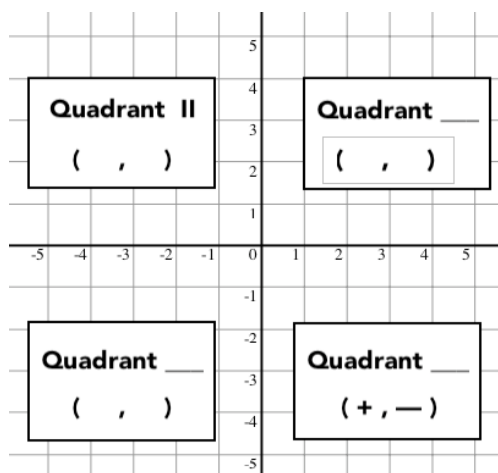 5
4
Quadrant II
Quadrant ___
3
( , )
( , )
2
1
-5 -4 -3 -2 -1 0 1 2 3 4 5
-1
-2
Quadrant ___
Quadrant ___
-3
( , )
( + , — )
-4
-5